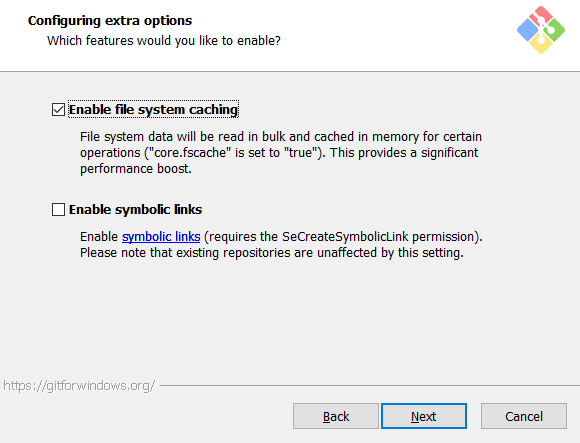 Configuring extra options
Which features would you like to enable?
Enable file system caching
File system data will be read in bulk and cached in memory for certain
operations ("core.fscache" is set to "true"). This provides a significant
performance boost.
Enable symbolic links
Enable symbolic links (requires the SeCreateSymbolicLink permission).
Please note that existing repositories are unaffected by this setting.
https://gitforwindows.org/
Back Next Cancel